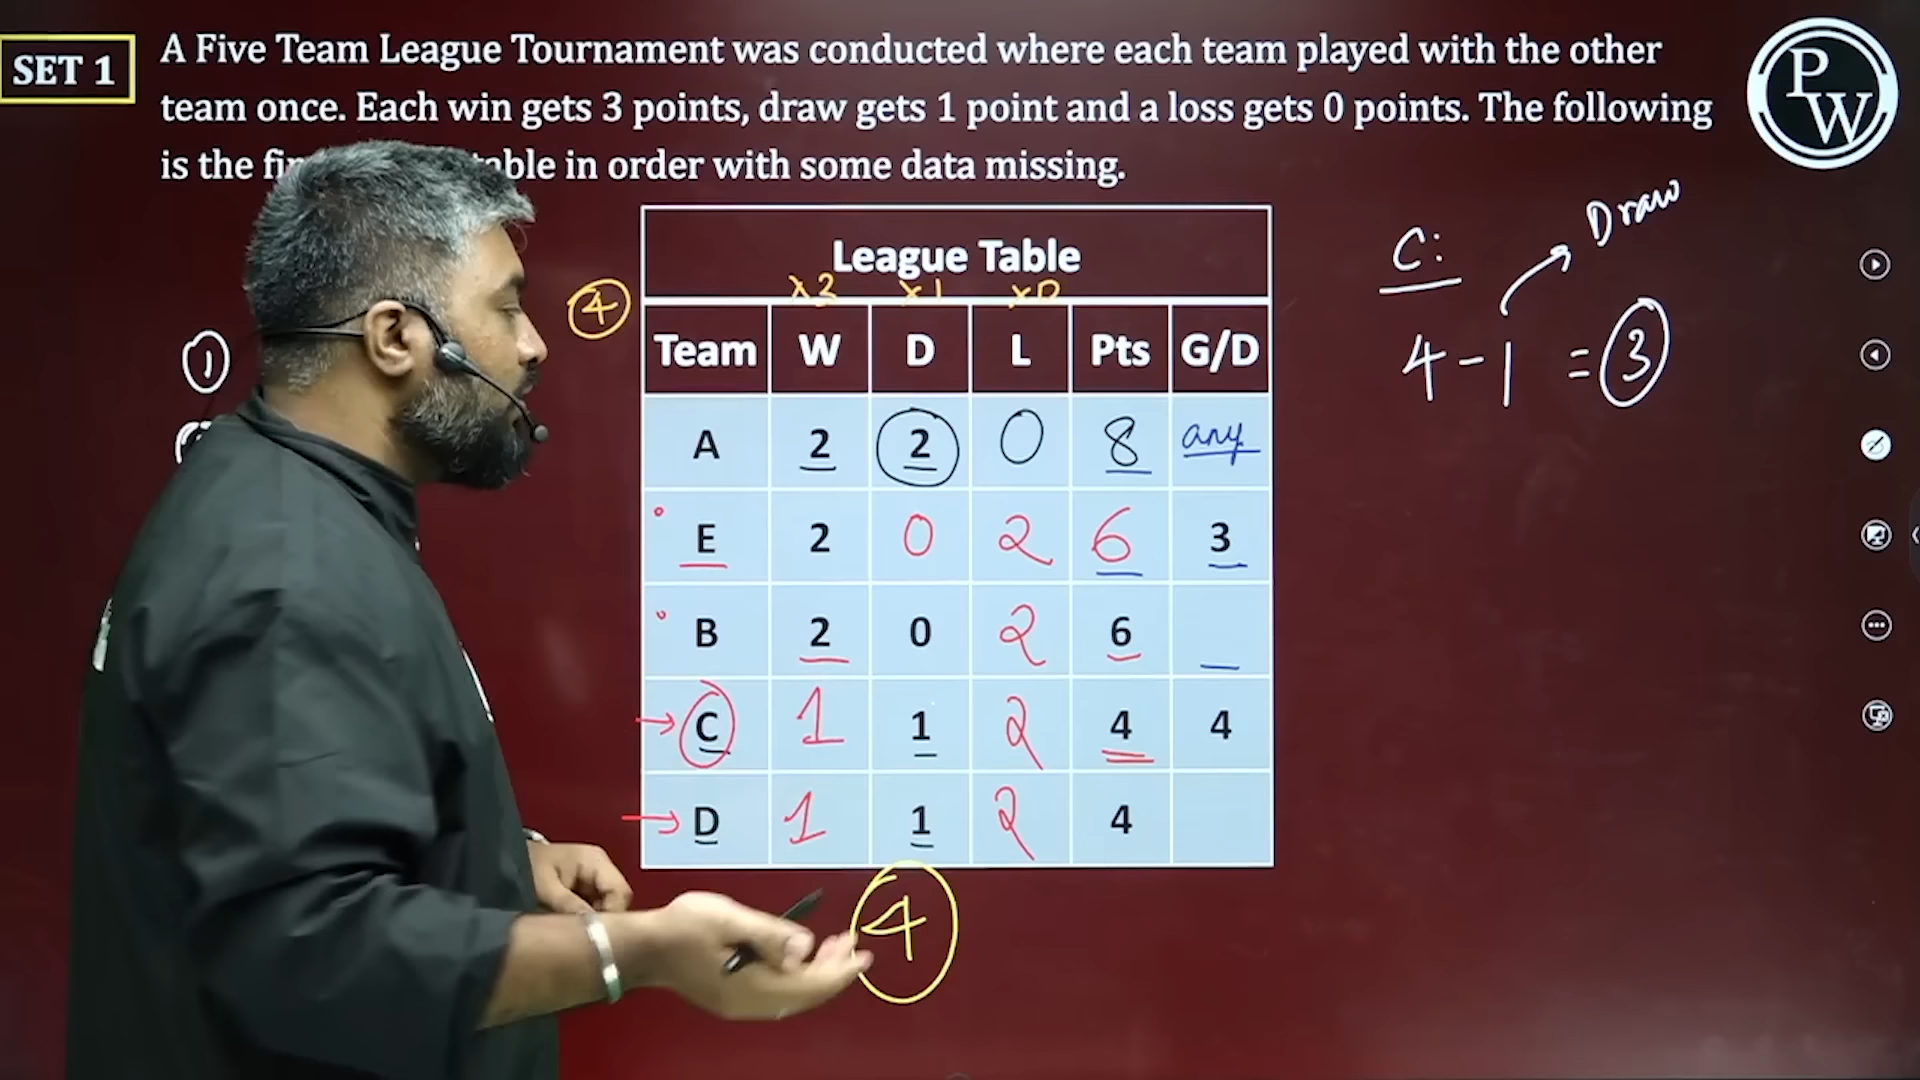 SET 1
A Five Team League Tournament was conducted where each team played with the other
team once. Each win gets 3 points, draw gets 1 point and a loss gets 0 points. The following
is the table in order with some data missing.
P
W
League Table
4 ×3 ×1 ×0
Team W D L Pts G/D
A 2 2 0 8 any
E 2 0 2 6 3
B 2 0 2 6
C 1 1 2 4 4
D 1 1 2 4
4
1
C: Draw
4 - 1 = 3